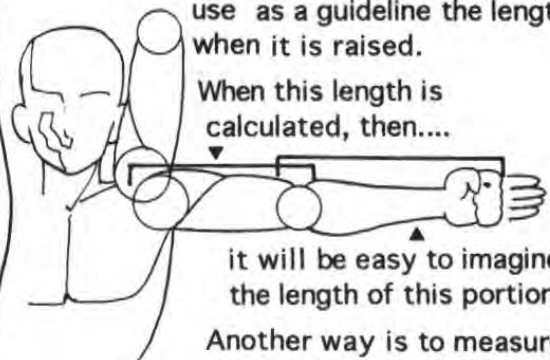 use as a guideline the lengt
when it is raised.
When this length is
calculated, then....
it will be easy to imagine
the length of this portion
Another way is to measur